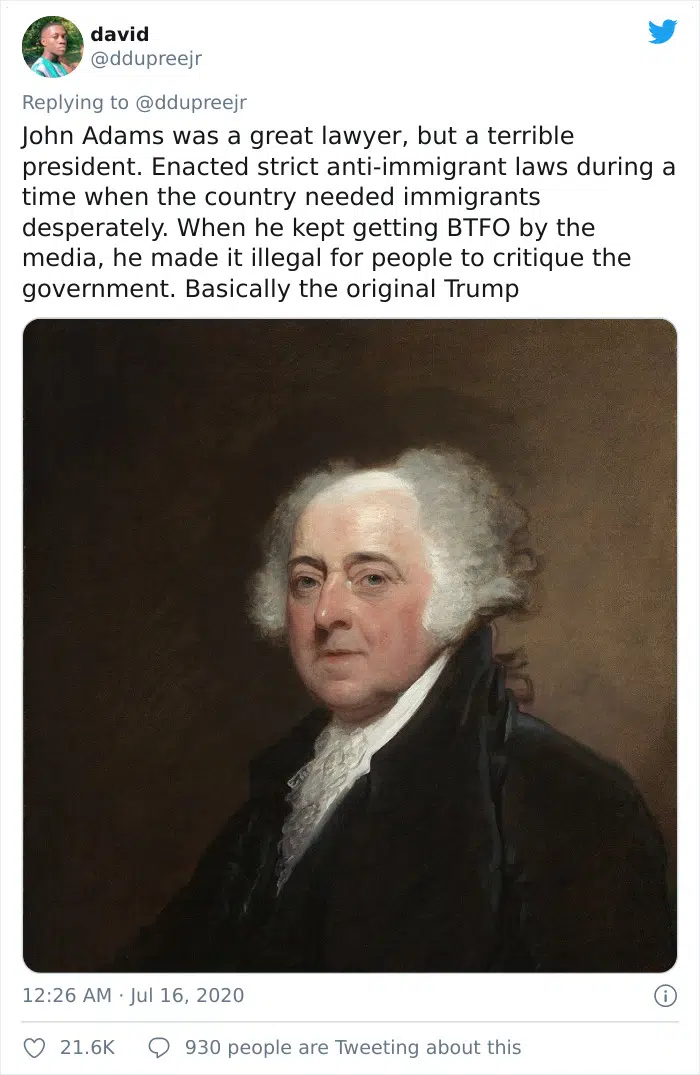 david
@ddupreejr
Replying to @ddupreejr
John Adams was a great lawyer, but a terrible
president. Enacted strict anti-immigrant laws during a
time when the country needed immigrants
desperately. When he kept getting BTFO by the
media, he made it illegal for people to critique the
government. Basically the original Trump
12:26 AM · Jul 16, 2020
21.6K 930 people are Tweeting about this